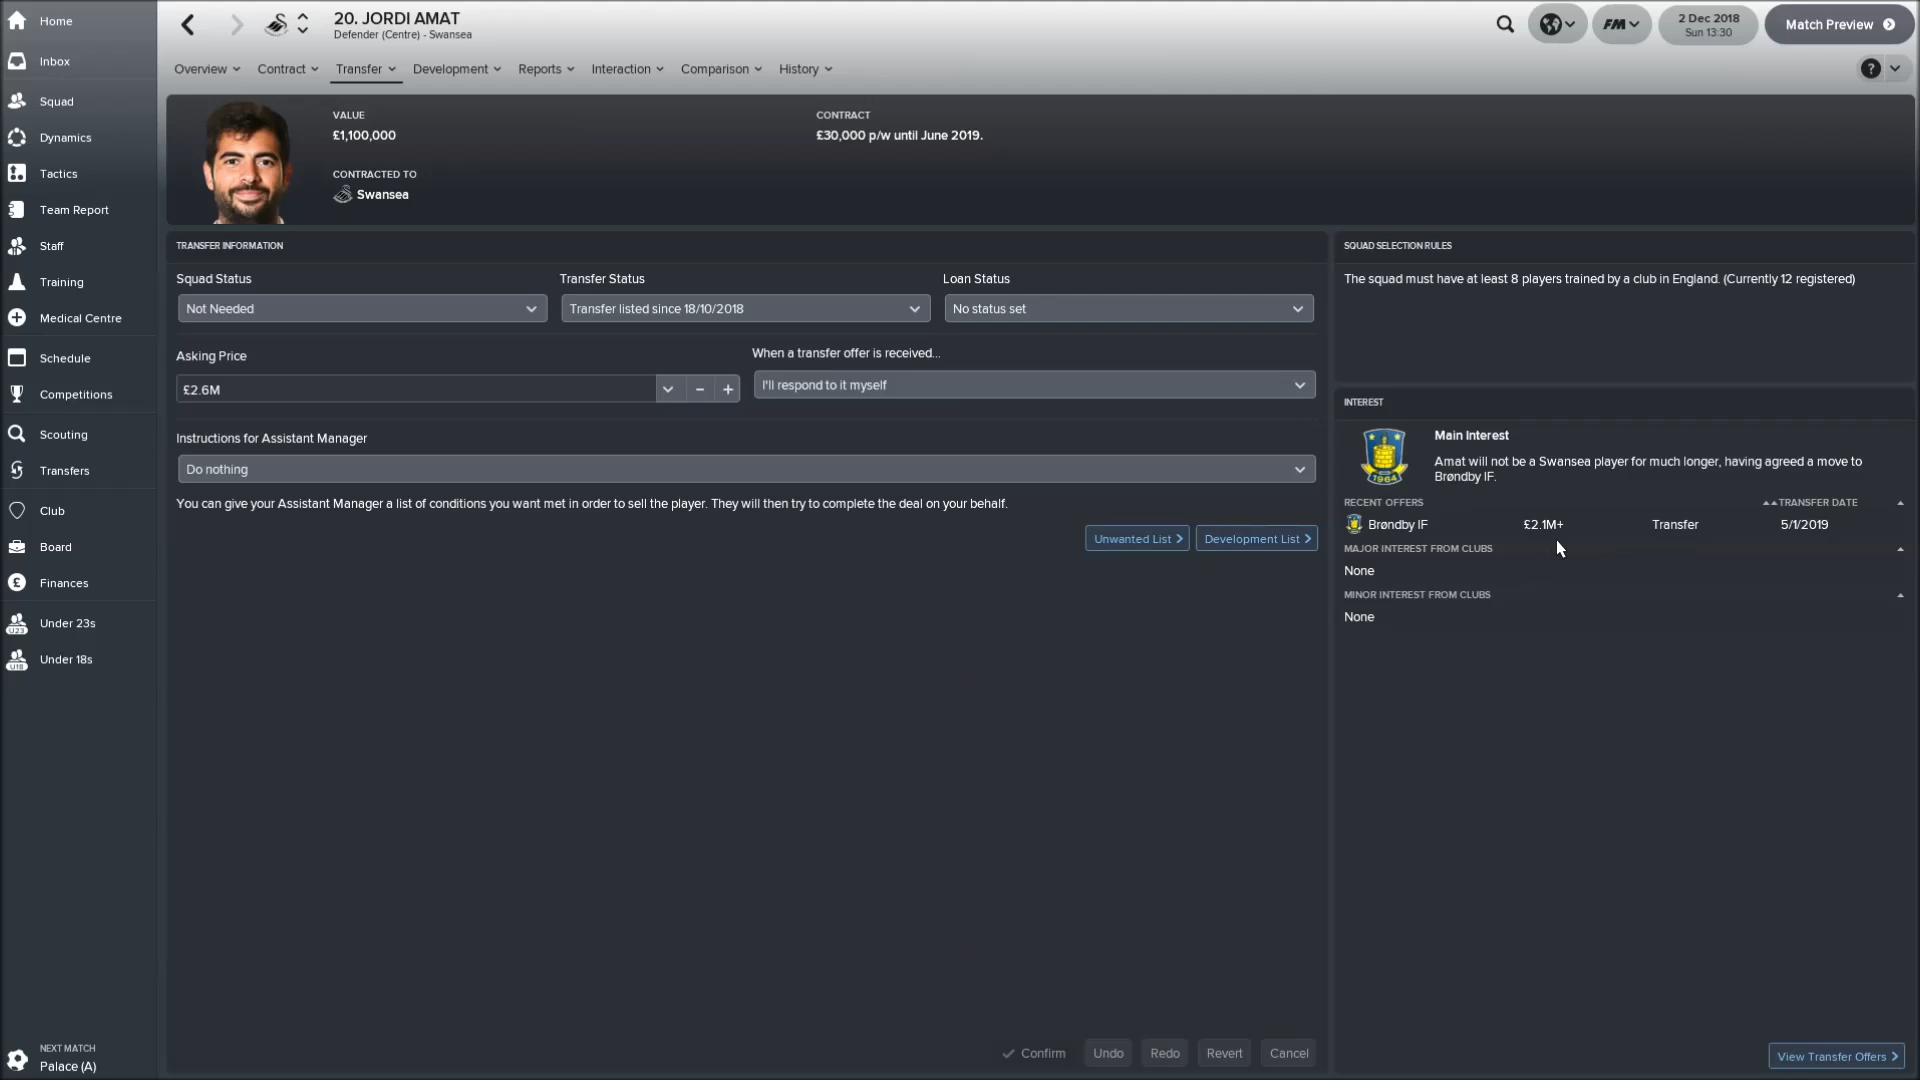 Home
Inbox
Squad
Dynamics
Tactics
Team Report
Staff
Training
Medical Centre
Schedule
Competitions
Scouting
Transfers
Club
Board
Finances
U23
Under 23s
U18
Under 18s
NEXT MATCH
Palace (A)
20. JORDI AMAT
Defender (Centre) - Swansea
FM
2 Dec 2018
Sun 13:30
Match Preview
Overview
Contract
Transfer
Development
Reports
Interaction
Comparison
History
?
VALUE
£1,100,000
CONTRACTED TO
Swansea
CONTRACT
£30,000 p/w until June 2019.
TRANSFER INFORMATION
Squad Status
Transfer Status
Loan Status
Not Needed
Transfer listed since 18/10/2018
No status set
Asking Price
£2.6M
When a transfer offer is received...
I'll respond to it myself
Instructions for Assistant Manager
Do nothing
You can give your Assistant Manager a list of conditions you want met in order to sell the player. They will then try to complete the deal on your behalf.
Unwanted List
Development List
Confirm
Undo
Redo
Revert
Cancel
SQUAD SELECTION RULES
The squad must have at least 8 players trained by a club in England. (Currently 12 registered)
INTEREST
1964
Main Interest
Amat will not be a Swansea player for much longer, having agreed a move to
Brøndby IF.
RECENT OFFERS
TRANSFER DATE
Brøndby IF £2.1M+ Transfer 5/1/2019
MAJOR INTEREST FROM CLUBS
None
MINOR INTEREST FROM CLUBS
None
View Transfer Offers